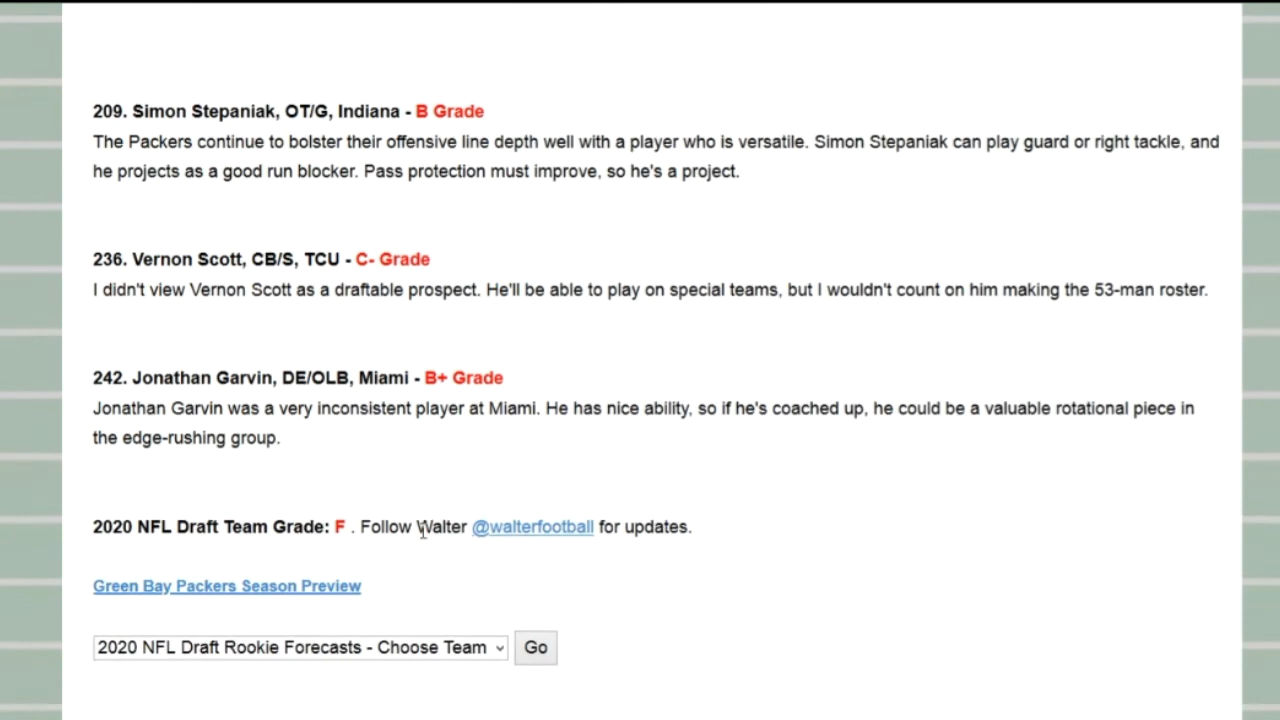 209. Simon Stepaniak, OT/G, Indiana - B Grade
The Packers continue to bolster their offensive line depth well with a player who is versatile. Simon Stepaniak can play guard or right tackle, and
he projects as a good run blocker. Pass protection must improve, so he's a project.
236. Vernon Scott, CB/S, TCU - C- Grade
I didn't view Vernon Scott as a draftable prospect. He'll be able to play on special teams, but I wouldn't count on him making the 53-man roster.
242. Jonathan Garvin, DE/OLB, Miami - B+ Grade
Jonathan Garvin was a very inconsistent player at Miami. He has nice ability, so if he's coached up, he could be a valuable rotational piece in
the edge-rushing group.
2020 NFL Draft Team Grade: F . Follow Walter @walterfootball for updates.
Green Bay Packers Season Preview
2020 NFL Draft Rookie Forecasts - Choose Team Go